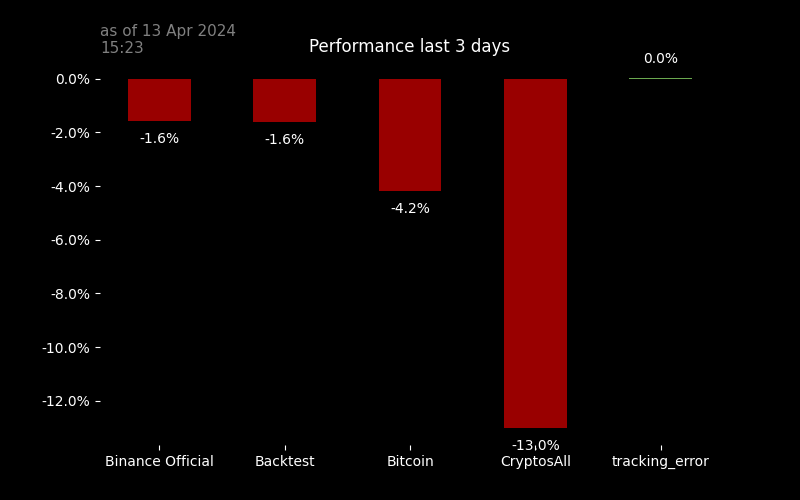 as of 13 Apr 2024
15:23
Performance last 3 days
0.0%
0.0%
-2.0%
-4.0%
-6.0%
-8.0%
-10.0%
-12.0%
-1.6%
-1.6%
-4.2%
-13.0%
Binance Official
Backtest
Bitcoin
CryptosAll
tracking_error